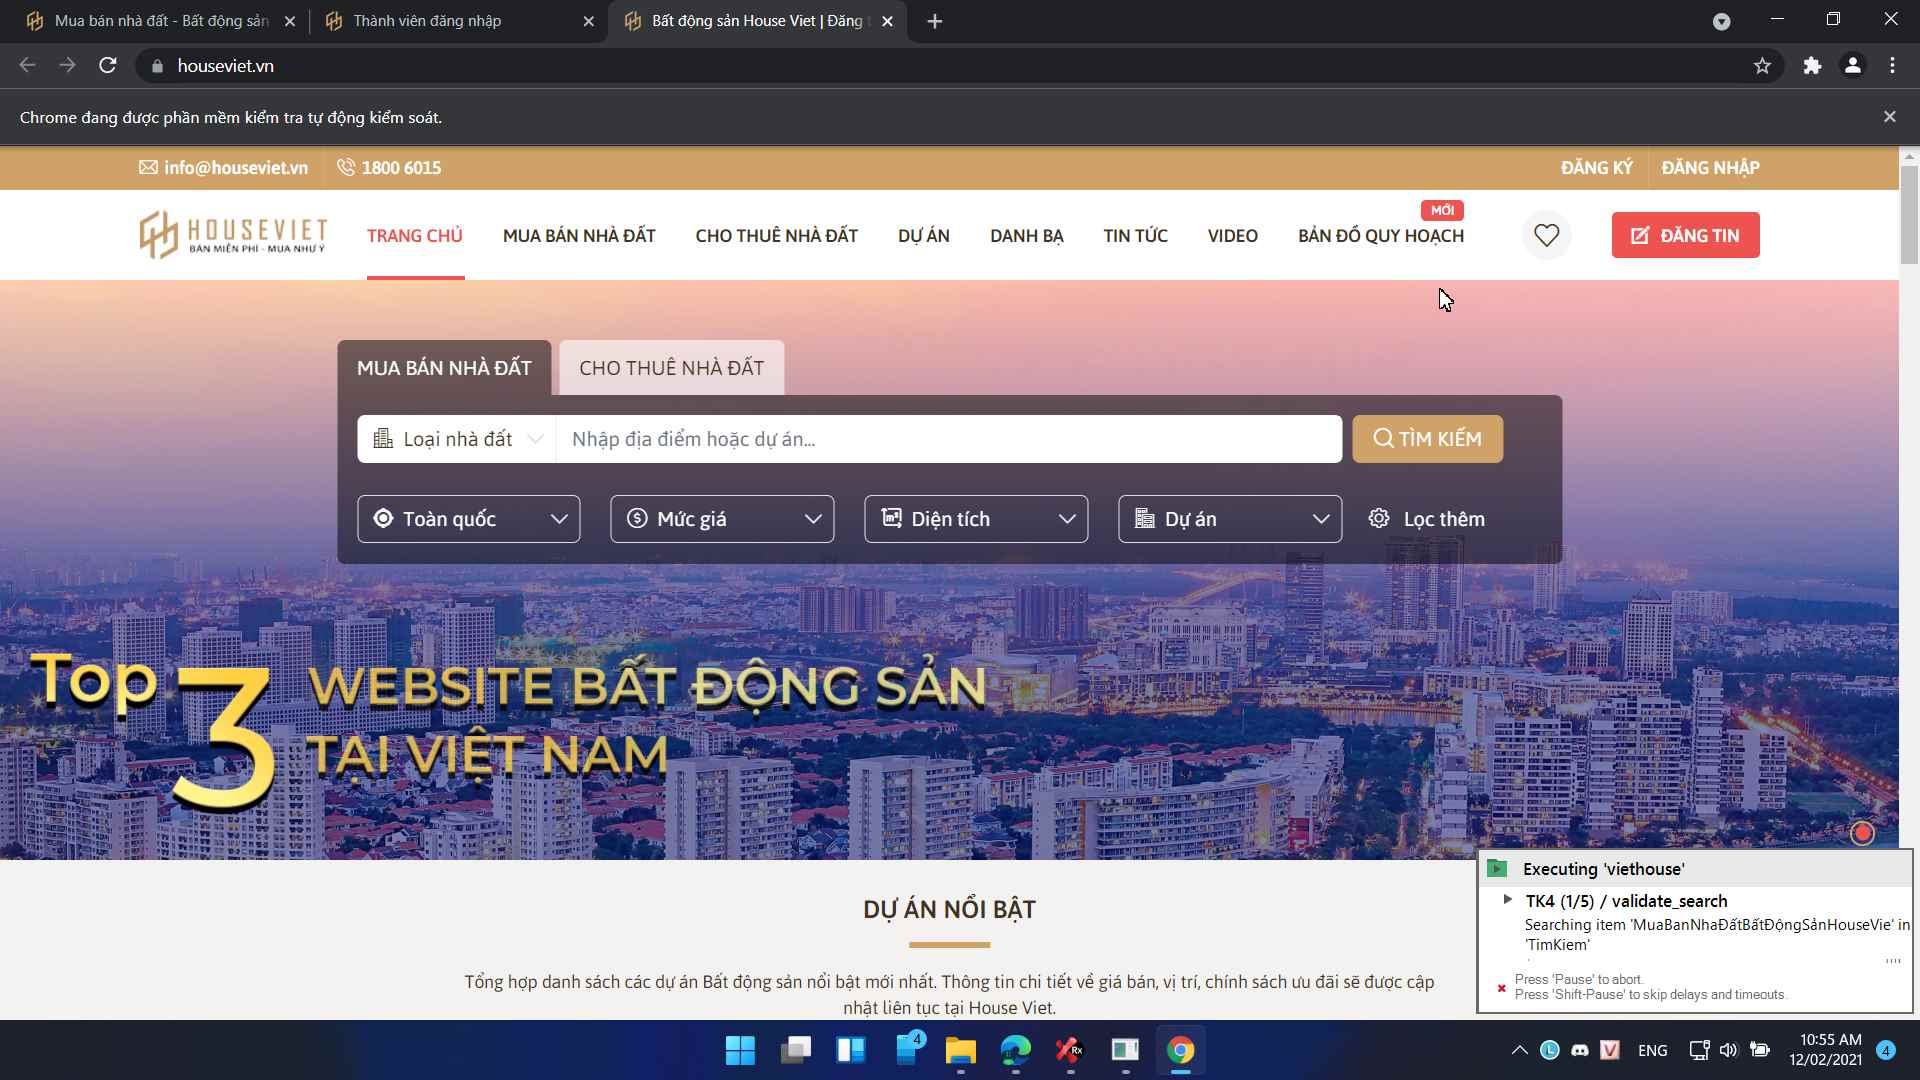 Mua bán nhà đất - Bất động sản
Thành viên đăng nhập
Bất động sản House Viet | Đăng t
houseviet.vn
Chrome đang được phần mềm kiểm tra tự động kiểm soát.
info@houseviet.vn
1800 6015
ĐĂNG KÝ
ĐĂNG NHẬP
HOUSEVIET
BÁN MIỄN PHÍ - MUA NHƯ Ý
TRANG CHỦ
MUA BÁN NHÀ ĐẤT
CHO THUÊ NHÀ ĐẤT
DỰ ÁN
DANH BẠ
TIN TỨC
VIDEO
MỚI
BẢN ĐỒ QUY HOẠCH
ĐĂNG TIN
MUA BÁN NHÀ ĐẤT
CHO THUÊ NHÀ ĐẤT
Loại nhà đất
Nhập địa điểm hoặc dự án...
TÌM KIẾM
Toàn quốc
Mức giá
Diện tích
Dự án
Lọc thêm
Top 3 WEBSITE BẤT ĐỘNG SẢN
TẠI VIỆT NAM
DỰ ÁN NỔI BẬT
Tổng hợp danh sách các dự án Bất động sản nổi bật mới nhất. Thông tin chi tiết về giá bán, vị trí, chính sách ưu đãi sẽ được cập
nhật liên tục tại House Viet.
Executing 'viethouse'
TK4 (1/5) / validate_search
Searching item 'MuaBanNhaĐấtBấtĐộngSảnHouseVie' in
'TimKiem'
Press 'Pause' to abort.
Press 'Shift-Pause' to skip delays and timeouts.
4
Rx
ENG
10:55 AM
12/02/2021
4